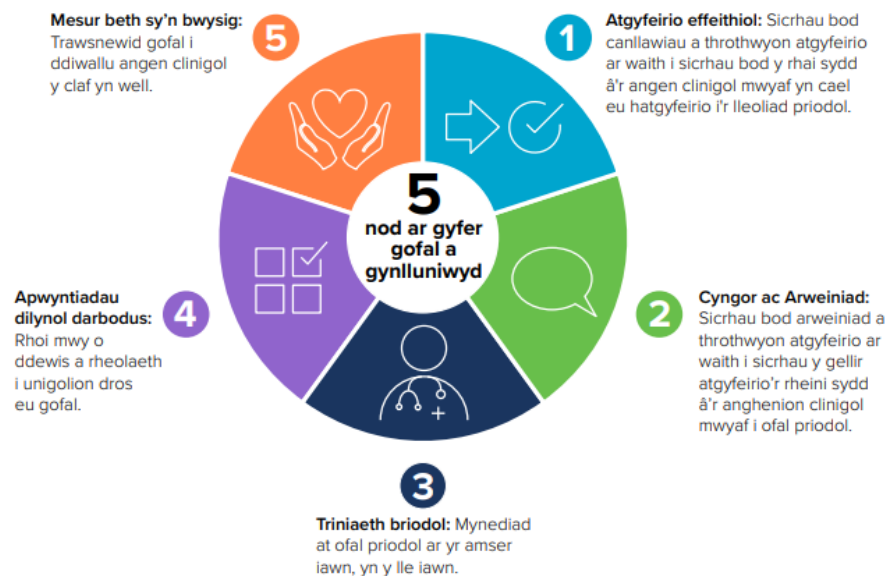 5
nod ar gyfer
gofal a
gynlluniwyd
1
Atgyfeirio effeithiol: Sicrhau bod
canllawiau a throthwyon atgyfeirio
ar waith i sicrhau bod y rhai sydd
â'r angen clinigol mwyaf yn cael
eu hatgyfeirio i'r lleoliad priodol.
2
Cyngor ac Arweiniad:
Sicrhau bod arweiniad a
throthwyon atgyfeirio ar
waith i sicrhau y gellir
atgyfeirio’r rheini sydd
â’r anghenion clinigol
mwyaf i ofal priodol.
3
Triniaeth briodol: Mynediad
at ofal priodol ar yr amser
iawn, yn y lle iawn.
4
Apwyntiadau
dilynol darbodus:
Rhoi mwy o
ddewis a rheolaeth
i unigolion dros
eu gofal.
5
Mesur beth sy’n bwysig:
Trawsnewid gofal i
ddiwallu angen clinigol
y claf yn well.